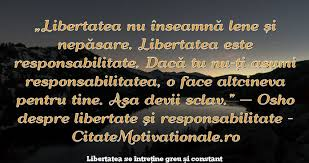 „Libertatea nu înseamnă lene și
nepăsare. Libertatea este
responsabilitate. Dacă tu nu-ți asumi
responsabilitatea, o face altcineva
pentru tine. Așa devii sclav." — Osho
despre libertate și responsabilitate -
CitateMotivationale.ro
Libertatea se întreține greu și constant